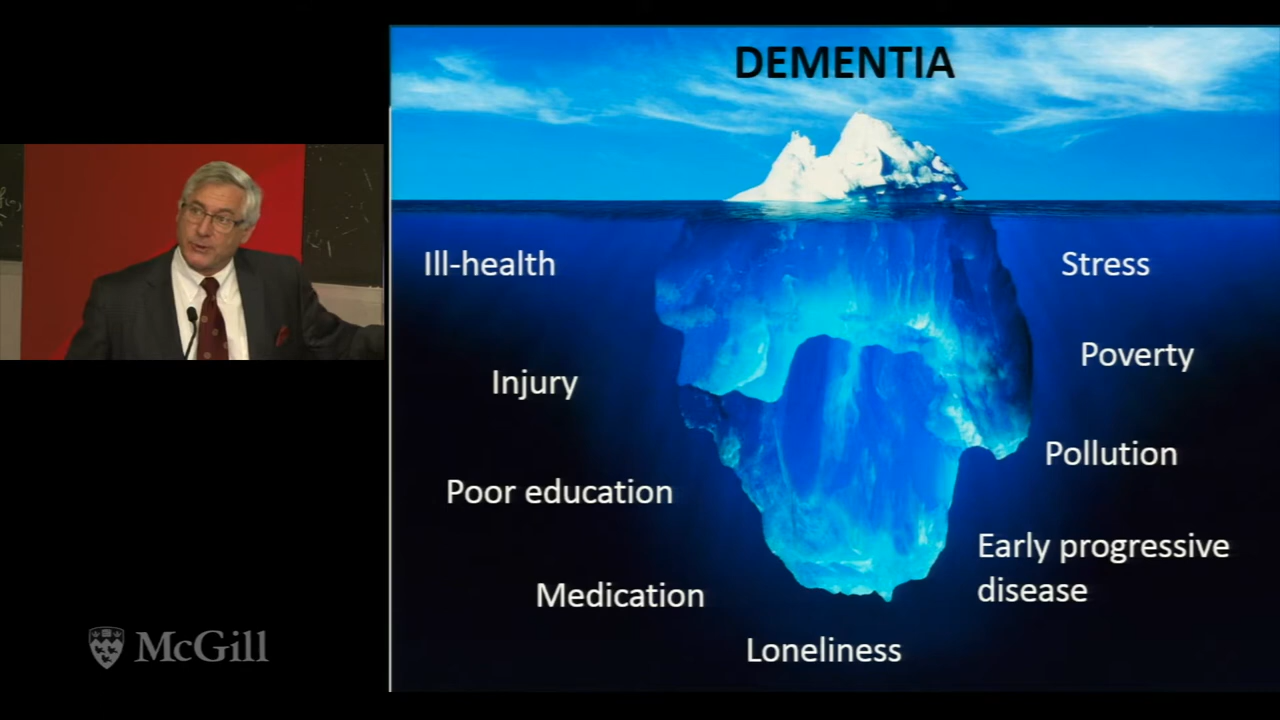 DEMENTIA
Ill-health
Stress
Poverty
Injury
Pollution
Poor education
Early progressive
disease
Medication
Loneliness
McGill